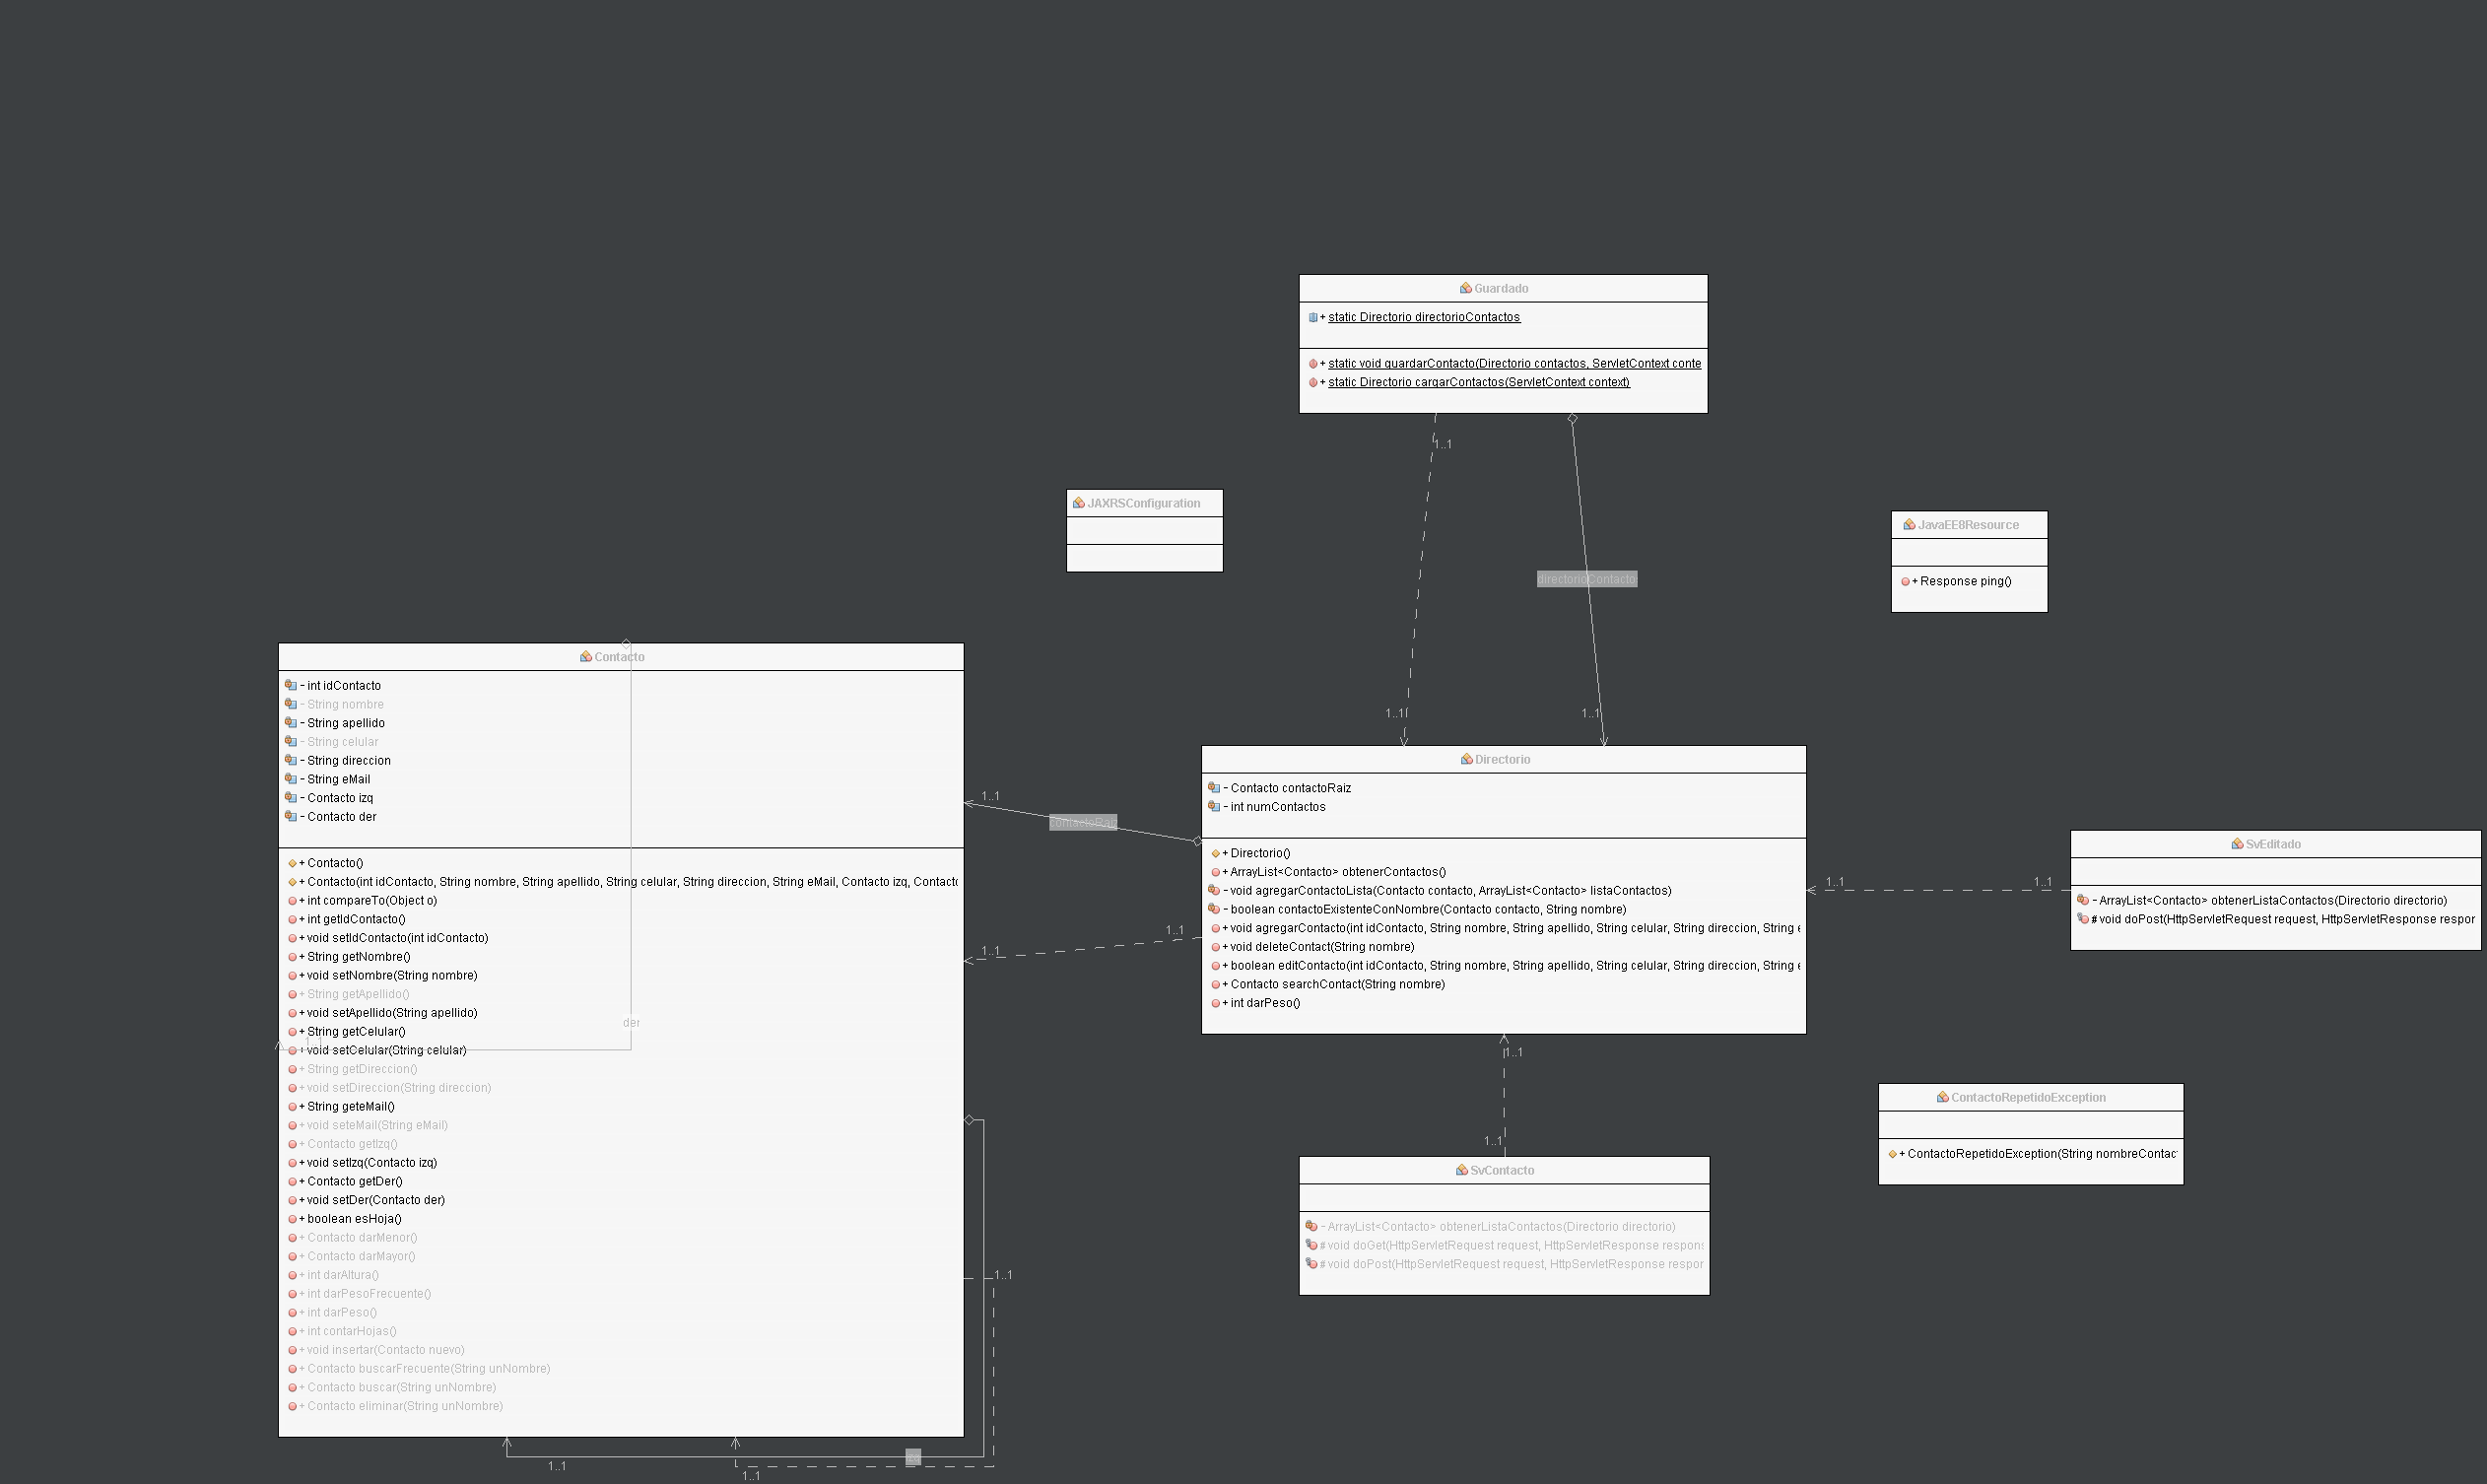 Guardado
+ static Directorio directorioContactos
+ static void guardarContacto(Directorio contactos, ServletContext conte
+ static Directorio cargarContactos(ServletContext context)
1..1
JAXRSConfiguration
JavaEE8Resource
+ Response ping()
directorioContacto
1..1
1..1
Contacto
- int idContacto
- String nombre
- String apellido
- String celular
- String direccion
- String eMail
- Contacto izq
- Contacto der
+ Contacto()
+ Contacto(int idContacto, String nombre, String apellido, String celular, String direccion, String eMail, Contacto izq, Contacto
+ int compareTo(Object o)
+ int getIdContacto()
+ void setIdContacto(int idContacto)
+ String getNombre()
+ void setNombre(String nombre)
+ String getApellido()
+ void setApellido(String apellido)
+ String getCelular()
+ void setCelular(String celular)
+ String getDireccion()
+ void setDireccion(String direccion)
+ String geteMail()
+ void seteMail(String eMail)
+ Contacto getIzq()
+ void setIzq(Contacto izq)
+ Contacto getDer()
+ void setDer(Contacto der)
+ boolean esHoja()
+ Contacto darMenor()
+ Contacto darMayor()
+ int darAltura()
+ int darPesoFrecuente()
+ int darPeso()
+ int contarHojas()
+ void insertar(Contacto nuevo)
+ Contacto buscarFrecuente(String unNombre)
+ Contacto buscar(String unNombre)
+ Contacto eliminar(String unNombre)
der
1..1
1..1
1..1
1..1
1..1
contactoRaiz
1..1
1..1
Directorio
- Contacto contactoRaiz
- int numContactos
+ Directorio()
+ ArrayList<Contacto> obtenerContactos()
- void agregarContactoLista(Contacto contacto, ArrayList<Contacto> listaContactos)
- boolean contactoExistenteConNombre(Contacto contacto, String nombre)
+ void agregarContacto(int idContacto, String nombre, String apellido, String celular, String direccion, String e
+ void deleteContact(String nombre)
+ boolean editContacto(int idContacto, String nombre, String apellido, String celular, String direccion, String e
+ Contacto searchContact(String nombre)
+ int darPeso()
1..1
1..1
SvEditado
- ArrayList<Contacto> obtenerListaContactos(Directorio directorio)
# void doPost(HttpServletRequest request, HttpServletResponse respor
1..1
1..1
SvContacto
- ArrayList<Contacto> obtenerListaContactos(Directorio directorio)
# void doGet(HttpServletRequest request, HttpServletResponse respons
# void doPost(HttpServletRequest request, HttpServletResponse respor
ContactoRepetidoException
+ ContactoRepetidoException(String nombreContac